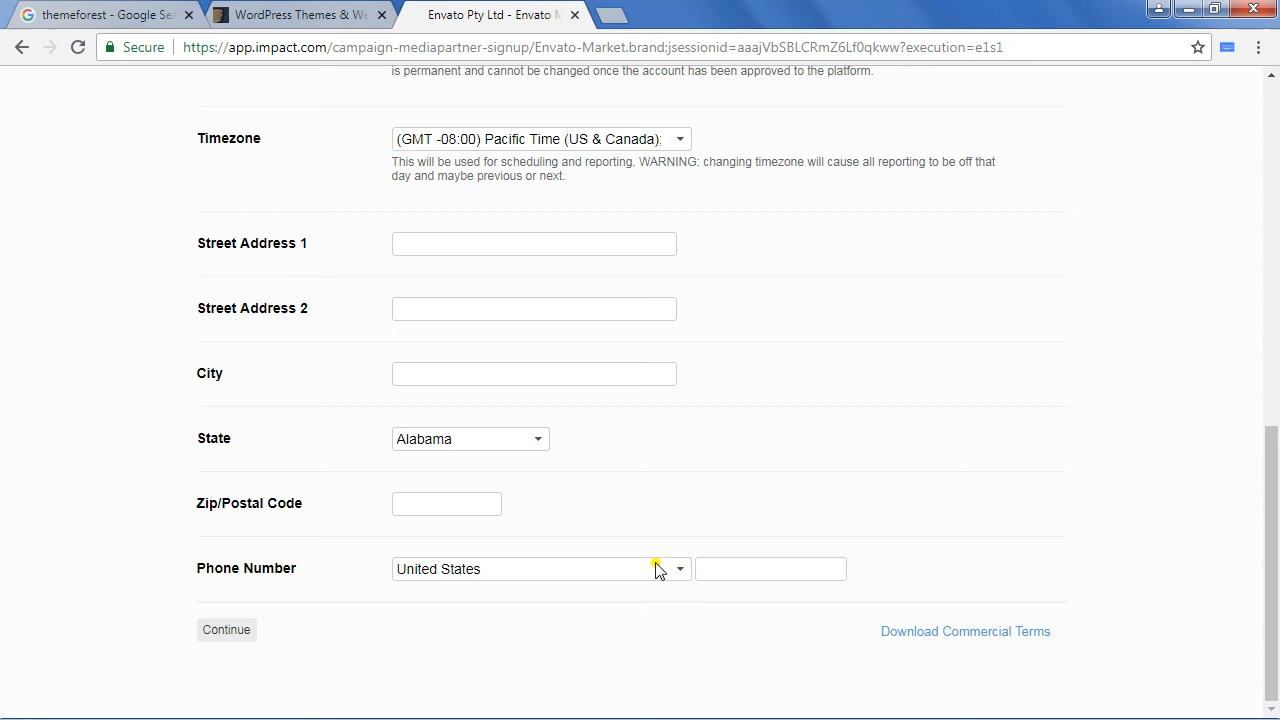 themeforest - Google Sea
WordPress Themes & We
Envato Pty Ltd - Envato M
Secure
https://app.impact.com/campaign-mediapartner-signup/Envato-Market.brand;jsessionid=aaajVbSBLCRmZ6Lf0qkww?execution=e1s1
is permanent and cannot be changed once the account has been approved to the platform.
Timezone
(GMT -08:00) Pacific Time (US & Canada);
This will be used for scheduling and reporting. WARNING: changing timezone will cause all reporting to be off that
day and maybe previous or next.
Street Address 1
Street Address 2
City
State
Alabama
Zip/Postal Code
Phone Number
United States
Continue
Download Commercial Terms